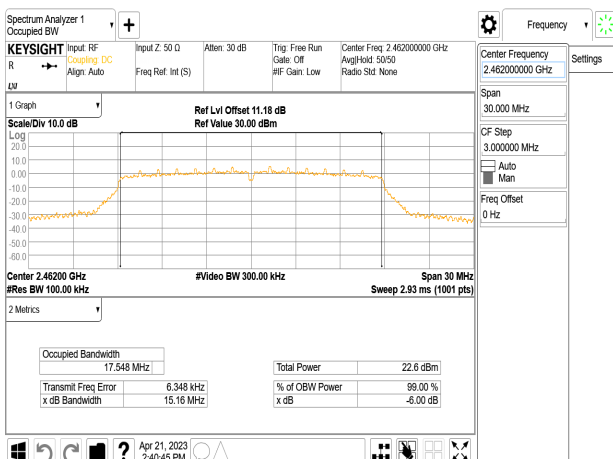 Spectrum Analyzer 1
Occupied BW
Frequency
KEYSIGHT
Input: RF
Input Z: 50 Ω
Atten: 30 dB
Trig: Free Run
Center Freq: 2.462000000 GHz
Coupling: DC
Gate: Off
Avg|Hold: 50/50
R
Align: Auto
Freq Ref: Int (S)
#IF Gain: Low
Radio Std: None
LXI
Center Frequency
2.462000000 GHz
Settings
Span
30.000 MHz
CF Step
3.000000 MHz
Auto
Man
Freq Offset
0 Hz
1 Graph
Ref Lvl Offset 11.18 dB
Scale/Div 10.0 dB
Ref Value 30.00 dBm
Log
20.0
10.0
0.00
-10.0
-20.0
-30.0
-40.0
-50.0
-60.0
Center 2.46200 GHz
#Video BW 300.00 kHz
Span 30 MHz
#Res BW 100.00 kHz
Sweep 2.93 ms (1001 pts)
2 Metrics
Occupied Bandwidth
17.548 MHz
Total Power 22.6 dBm
Transmit Freq Error 6.348 kHz
% of OBW Power 99.00 %
x dB Bandwidth 15.16 MHz
x dB -6.00 dB
?
Apr 21, 2023
2:40:45 PM